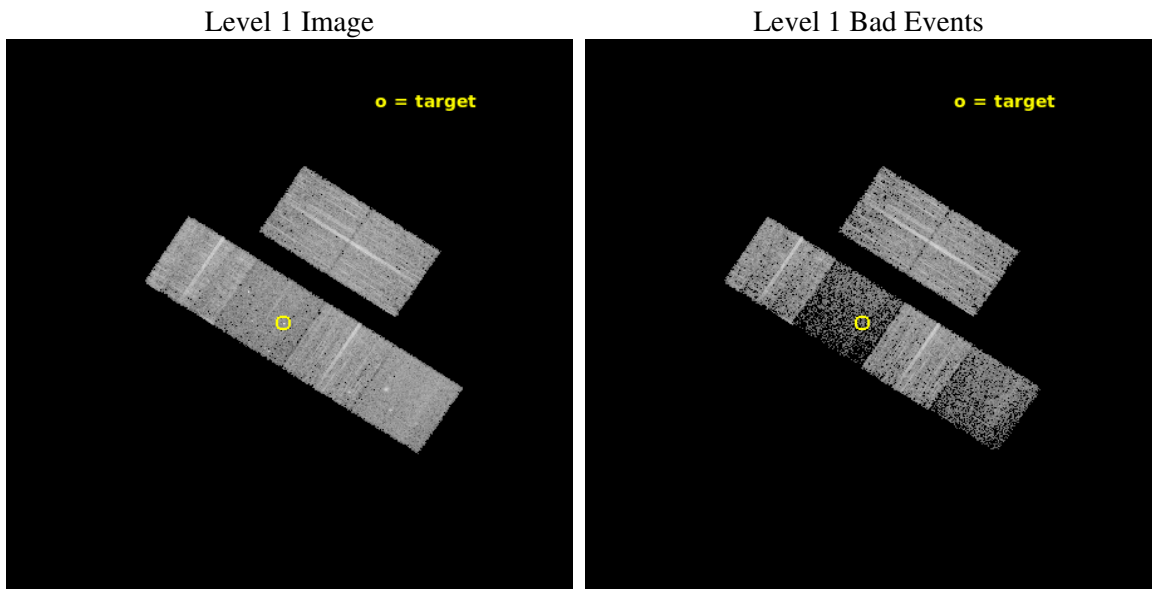 Level 1 Image
Level 1 Bad Events
o = target
o = target